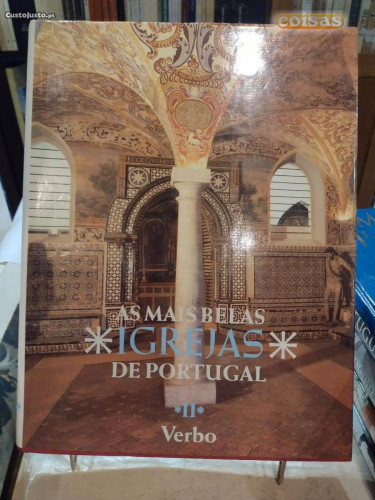 CustoJusto.pt
coisas
AS MAIS BELAS
*IGREJAS*
DE PORTUGAL
*II*
Verbo